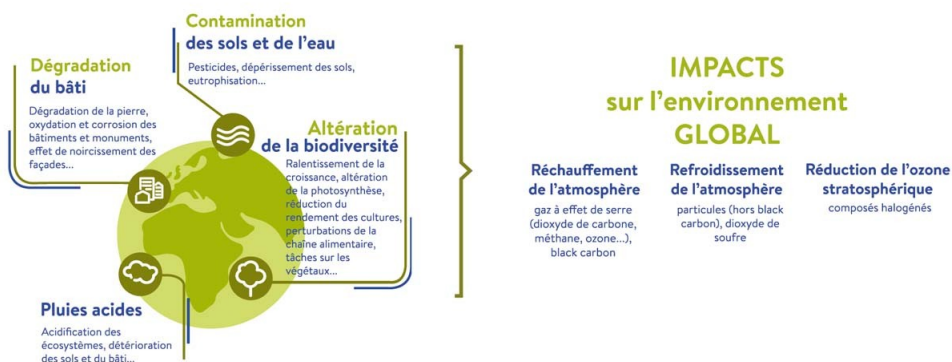 Contamination
des sols et de l'eau
Pesticides, dépérissement des sols,
eutrophisation...
Dégradation
du bâti
Dégradation de la pierre,
oxydation et corrosion des
bâtiments et monuments,
effet de noircissement des
façades...
Altération
de la biodiversité
Ralentissement de la
croissance, altération
de la photosynthèse,
réduction du
rendement des cultures,
perturbations de la
chaîne alimentaire,
tâches sur les
végétaux...
Pluies acides
Acidification des
écosystèmes, détérioration
des sols et du bâti...
IMPACTS
sur l'environnement
GLOBAL
Réchauffement
de l'atmosphère
gaz à effet de serre
(dioxyde de carbone,
méthane, ozone...),
black carbon
Refroidissement
de l'atmosphère
particules (hors black
carbon), dioxyde de
soufre
Réduction de l'ozone
stratosphérique
composés halogénés